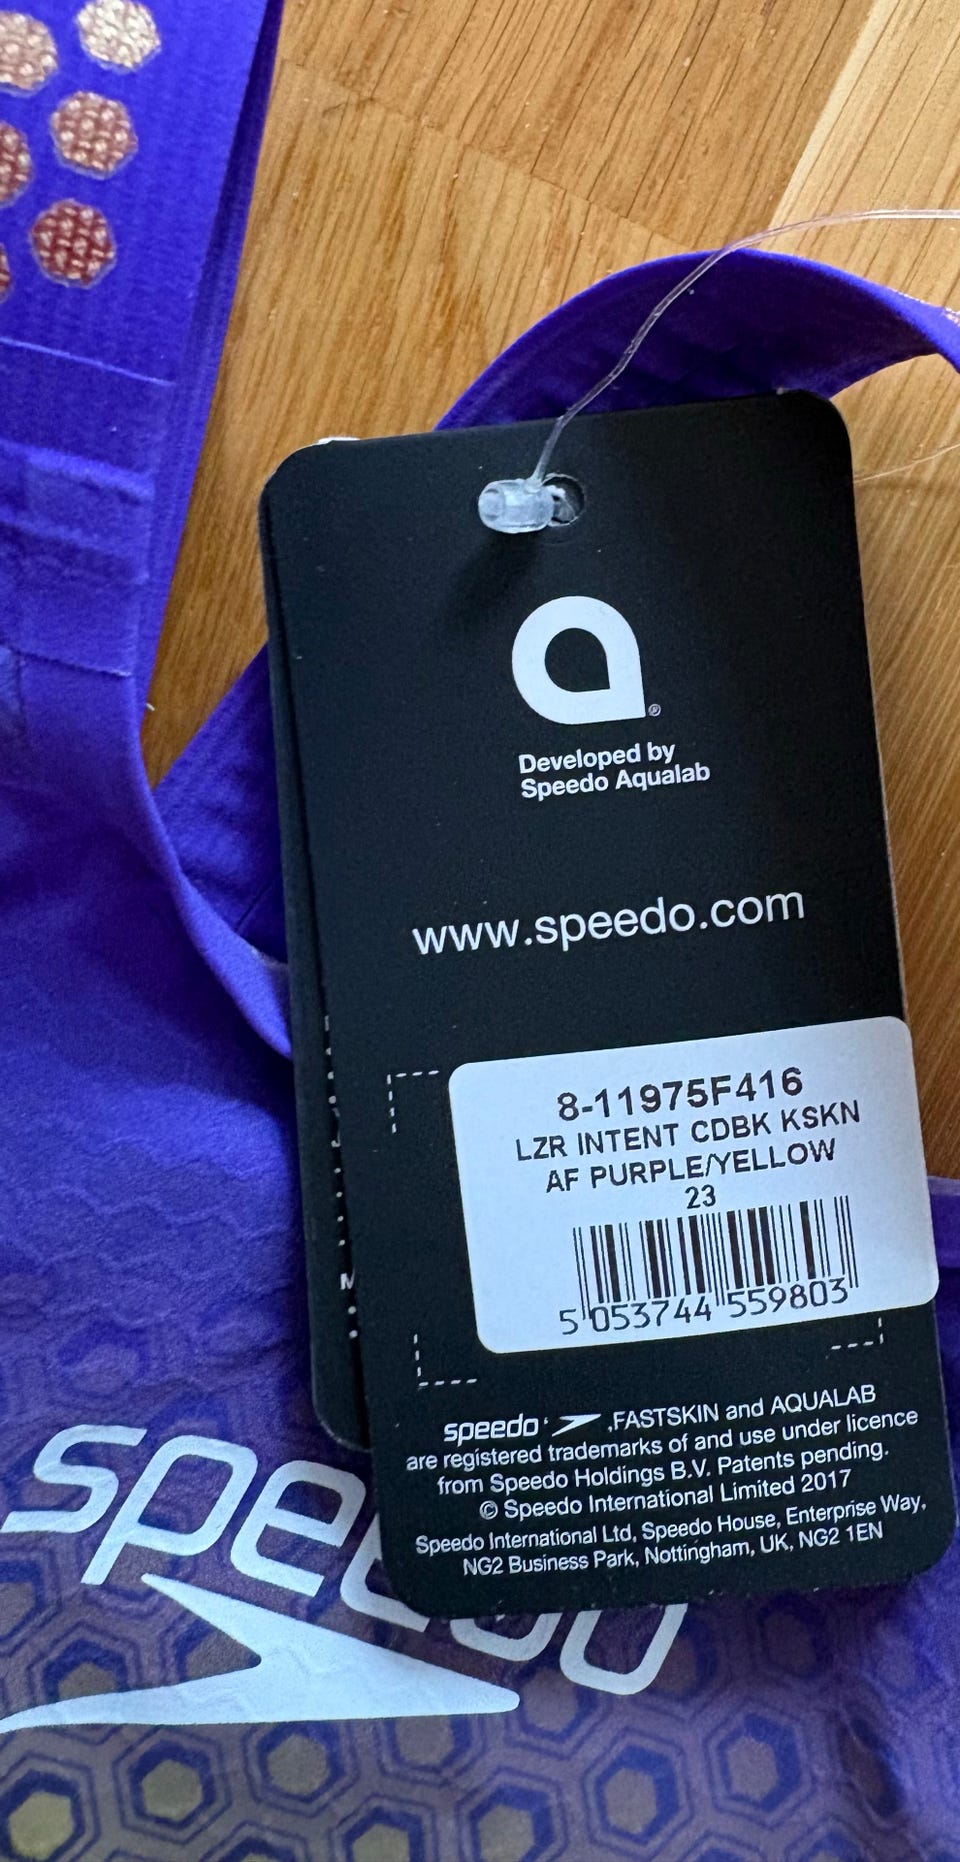 Developed by
Speedo Aqualab
www.speedo.com
8-11975F416
LZR INTENT CDBK KSKN
AF PURPLE/YELLOW
23
5 053744 559803
speedo ,FASTSKIN and AQUALAB
are registered trademarks of and use under licence
from Speedo Holdings B.V. Patents pending.
© Speedo International Limited 2017
Speedo International Ltd, Speedo House, Enterprise Way,
NG2 Business Park, Nottingham, UK, NG2 1EN
speedo